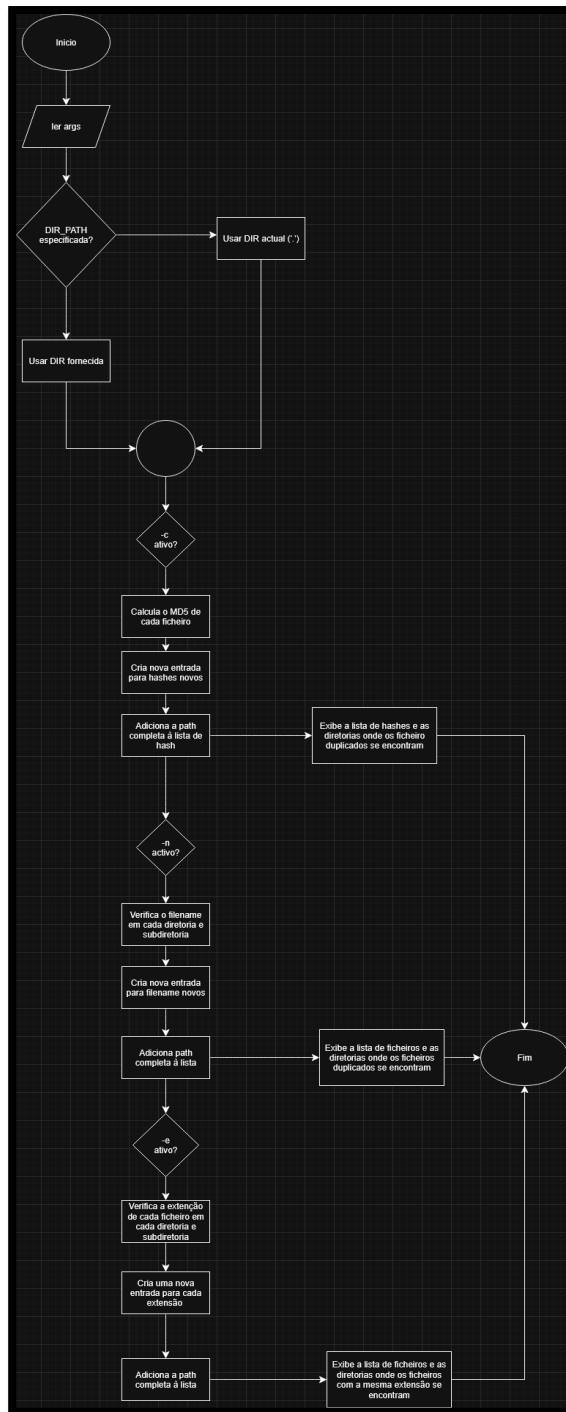 Início
ler args
DIR_PATH
especificada?
Usar DIR actual ('.')
Usar DIR fornecida
-c
ativo?
Calcula o MD5 de
cada ficheiro
Cria nova entrada
para hashes novos
Adiciona a path
completa à lista de
hash
Exibe a lista de hashes e as
diretorias onde os ficheiro
duplicados se encontram
-n
activo?
Verifica o filename
em cada diretoria e
subdiretoria
Cria nova entrada
para filename novos
Adiciona path
completa à lista
Exibe a lista de ficheiros e as
diretorias onde os ficheiros
duplicados se encontram
Fim
-e
ativo?
Verifica a extenção
de cada ficheiro em
cada diretoria e
subdiretoria
Cria uma nova
entrada para cada
extensão
Adiciona a path
completa à lista
Exibe a lista de ficheiros e as
diretorias onde os ficheiros
com a mesma extensão se
encontram